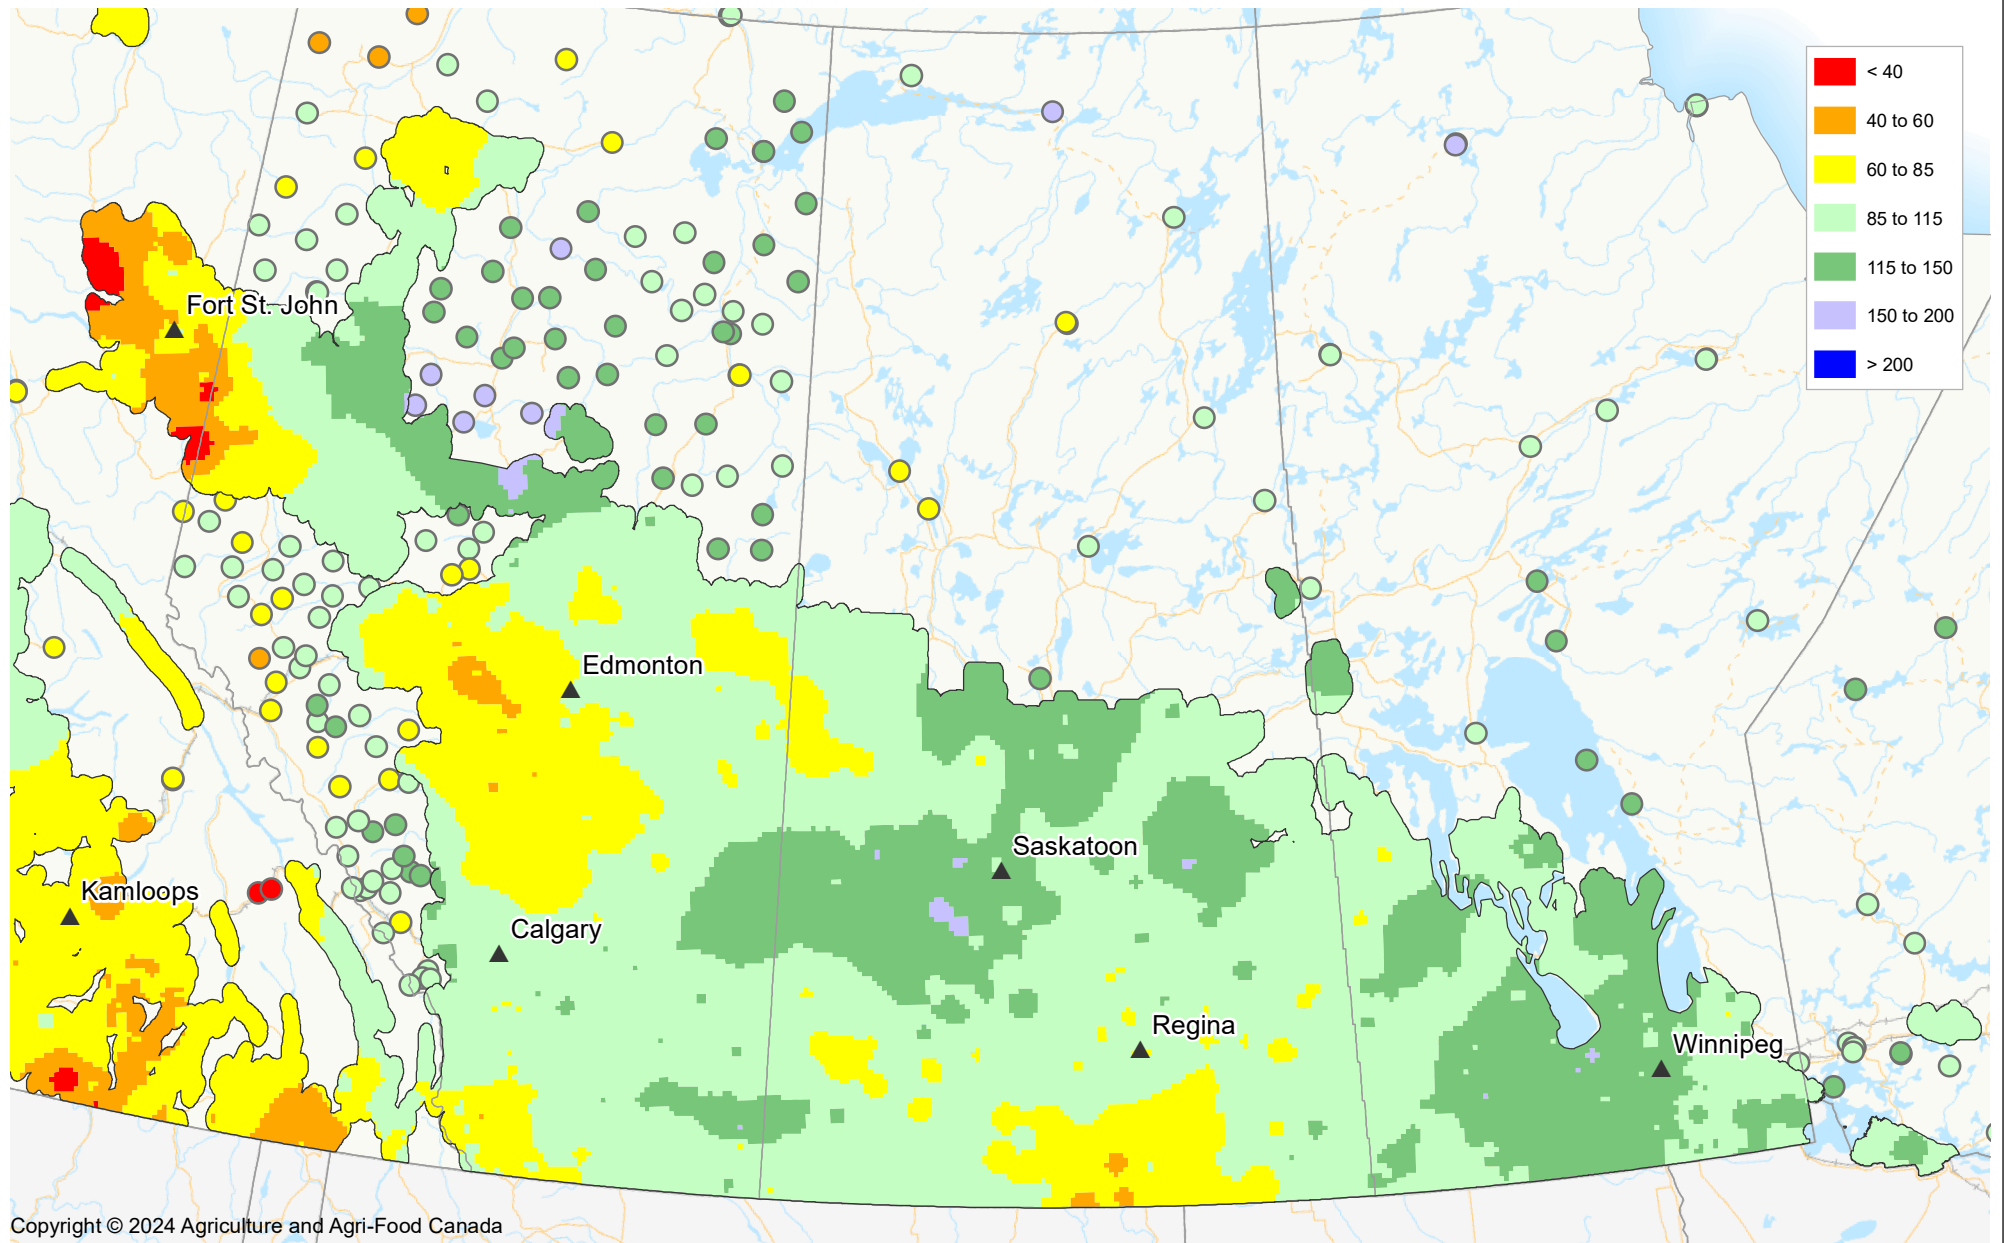 < 40
40 to 60
60 to 85
85 to 115
115 to 150
150 to 200
> 200
Fort St. John
Edmonton
Saskatoon
Kamloops
Calgary
Regina
Winnipeg
Copyright © 2024 Agriculture and Agri-Food Canada